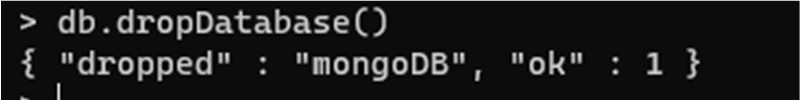 > db.dropDatabase()
{ "dropped" : "mongoDB", "ok" : 1 }